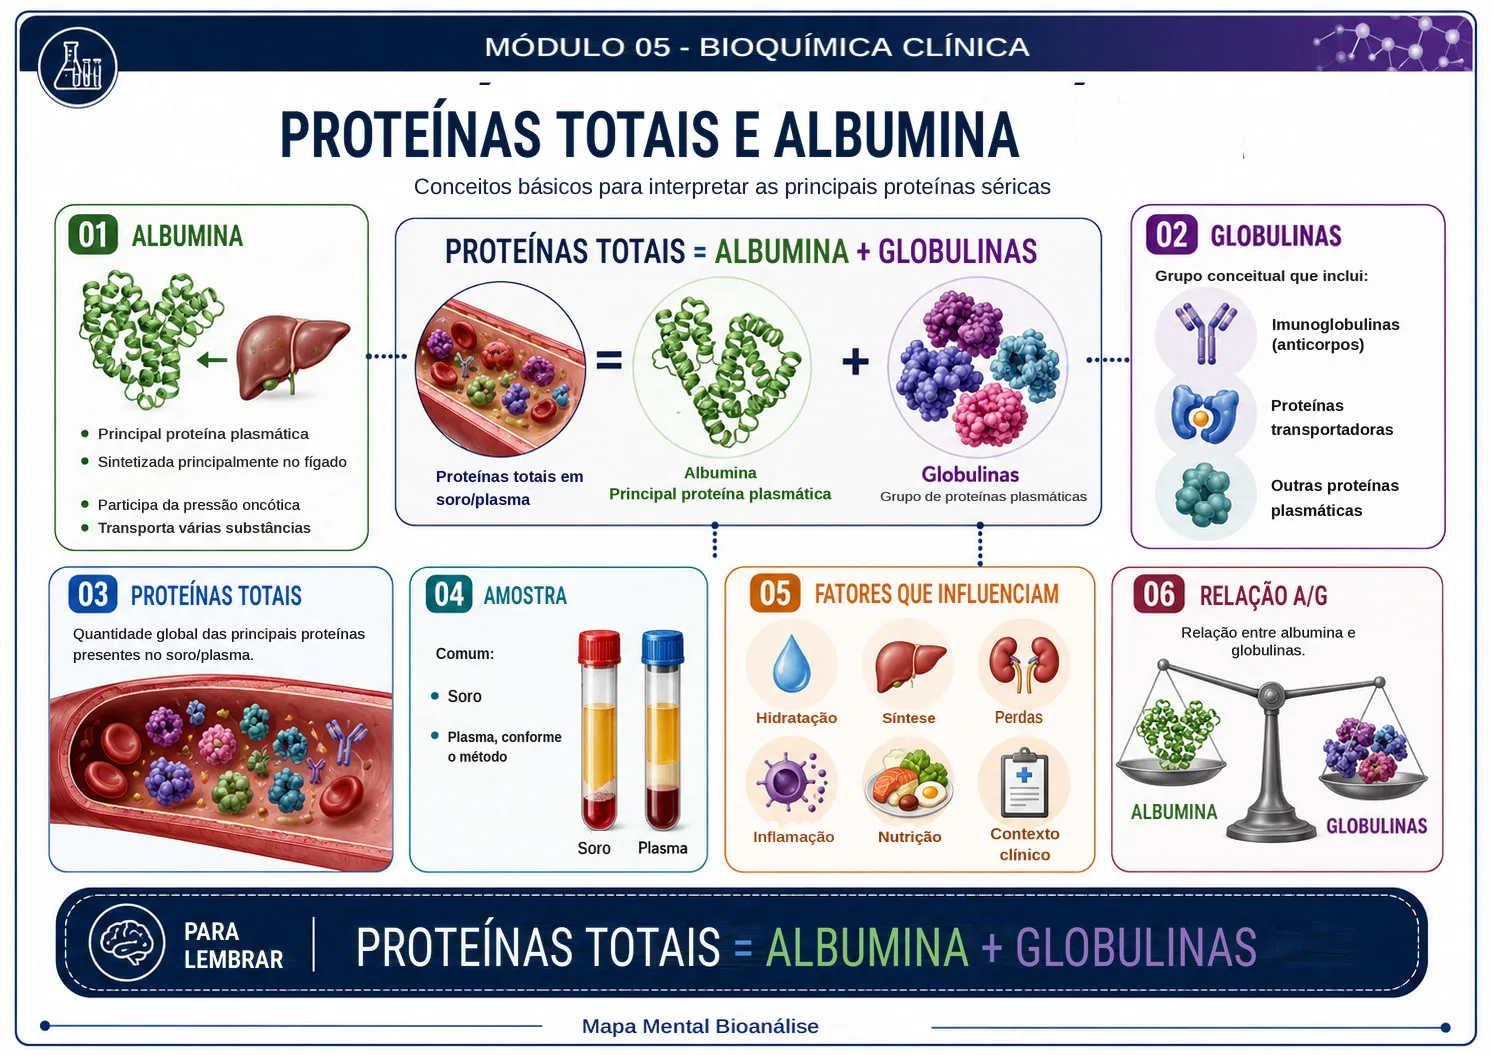 MÓDULO 05 - BIOQUÍMICA CLÍNICA
PROTEÍNAS TOTAIS E ALBUMINA
Conceitos básicos para interpretar as principais proteínas séricas
01 ALBUMINA
Principal proteína plasmática
Sintetizada principalmente no fígado
Participa da pressão oncótica
Transporta várias substâncias
PROTEÍNAS TOTAIS = ALBUMINA + GLOBULINAS
=
+
Proteínas totais em
soro/plasma
Albumina
Principal proteína plasmática
Globulinas
Grupo de proteínas plasmáticas
02 GLOBULINAS
Grupo conceitual que inclui:
Imunoglobulinas
(anticorpos)
Proteínas
transportadoras
Outras proteínas
plasmáticas
03 PROTEÍNAS TOTAIS
Quantidade global das principais proteínas
presentes no soro/plasma.
04 AMOSTRA
Comum:
Soro
Plasma, conforme
o método
Soro
Plasma
05 FATORES QUE INFLUENCIAM
Hidratação
Síntese
Perdas
Inflamação
Nutrição
Contexto
clínico
06 RELAÇÃO A/G
Relação entre albumina e
globulinas.
ALBUMINA
GLOBULINAS
PARA
LEMBRAR
PROTEÍNAS TOTAIS = ALBUMINA + GLOBULINAS
Mapa Mental Bioanálise